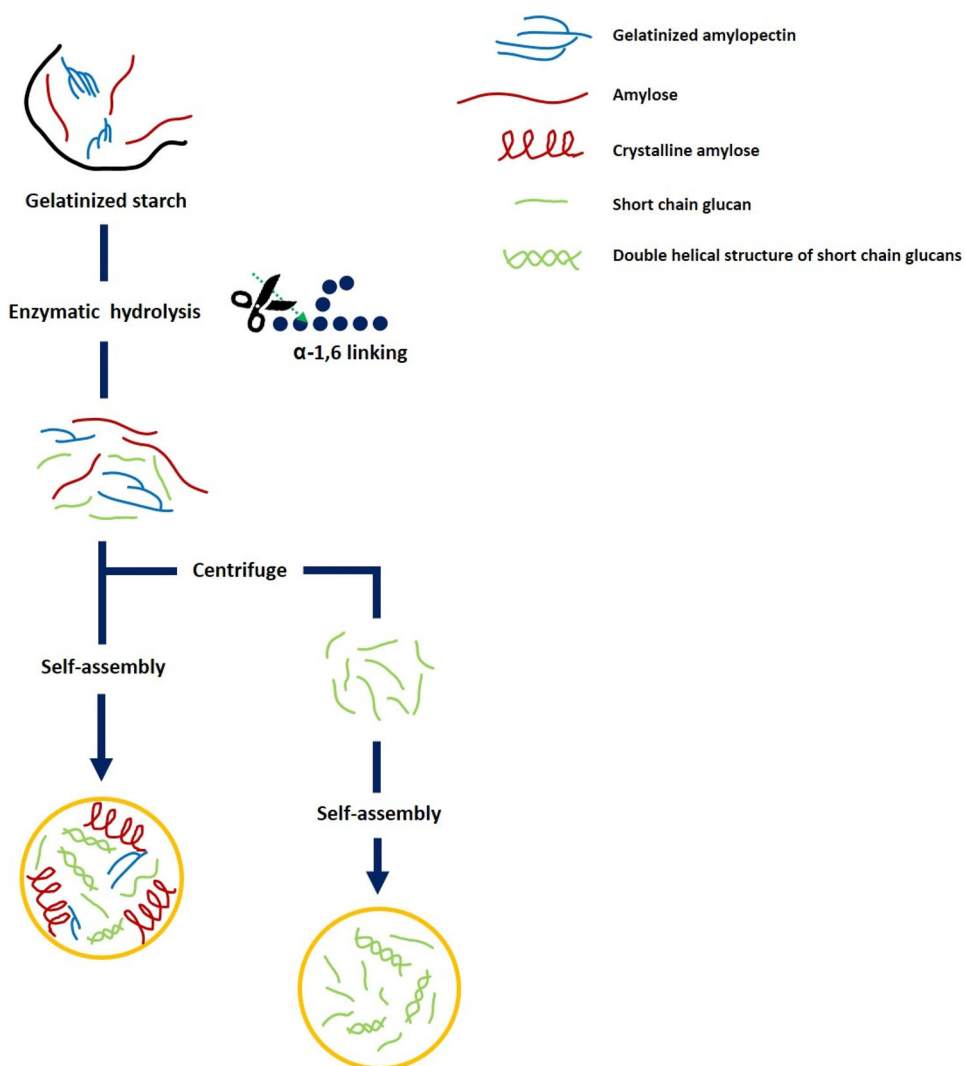 Gelatinized amylopectin
Amylose
Crystalline amylose
Short chain glucan
Double helical structure of short chain glucans
Gelatinized starch
Enzymatic hydrolysis
α-1,6 linking
Centrifuge
Self-assembly
Self-assembly